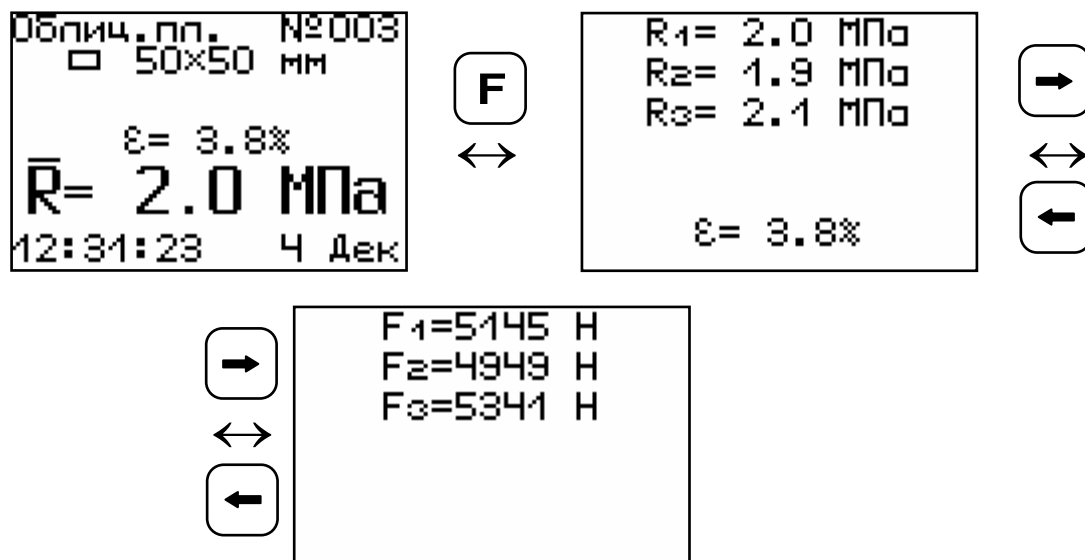 Облиц.пл. №003
50×50 мм
ε= 3.8%
R= 2.0 МПа
12:31:23 4 Дек
F
R1= 2.0 МПа
R2= 1.9 МПа
R3= 2.1 МПа
ε= 3.8%
F1=5145 Н
F2=4949 Н
F3=5341 Н